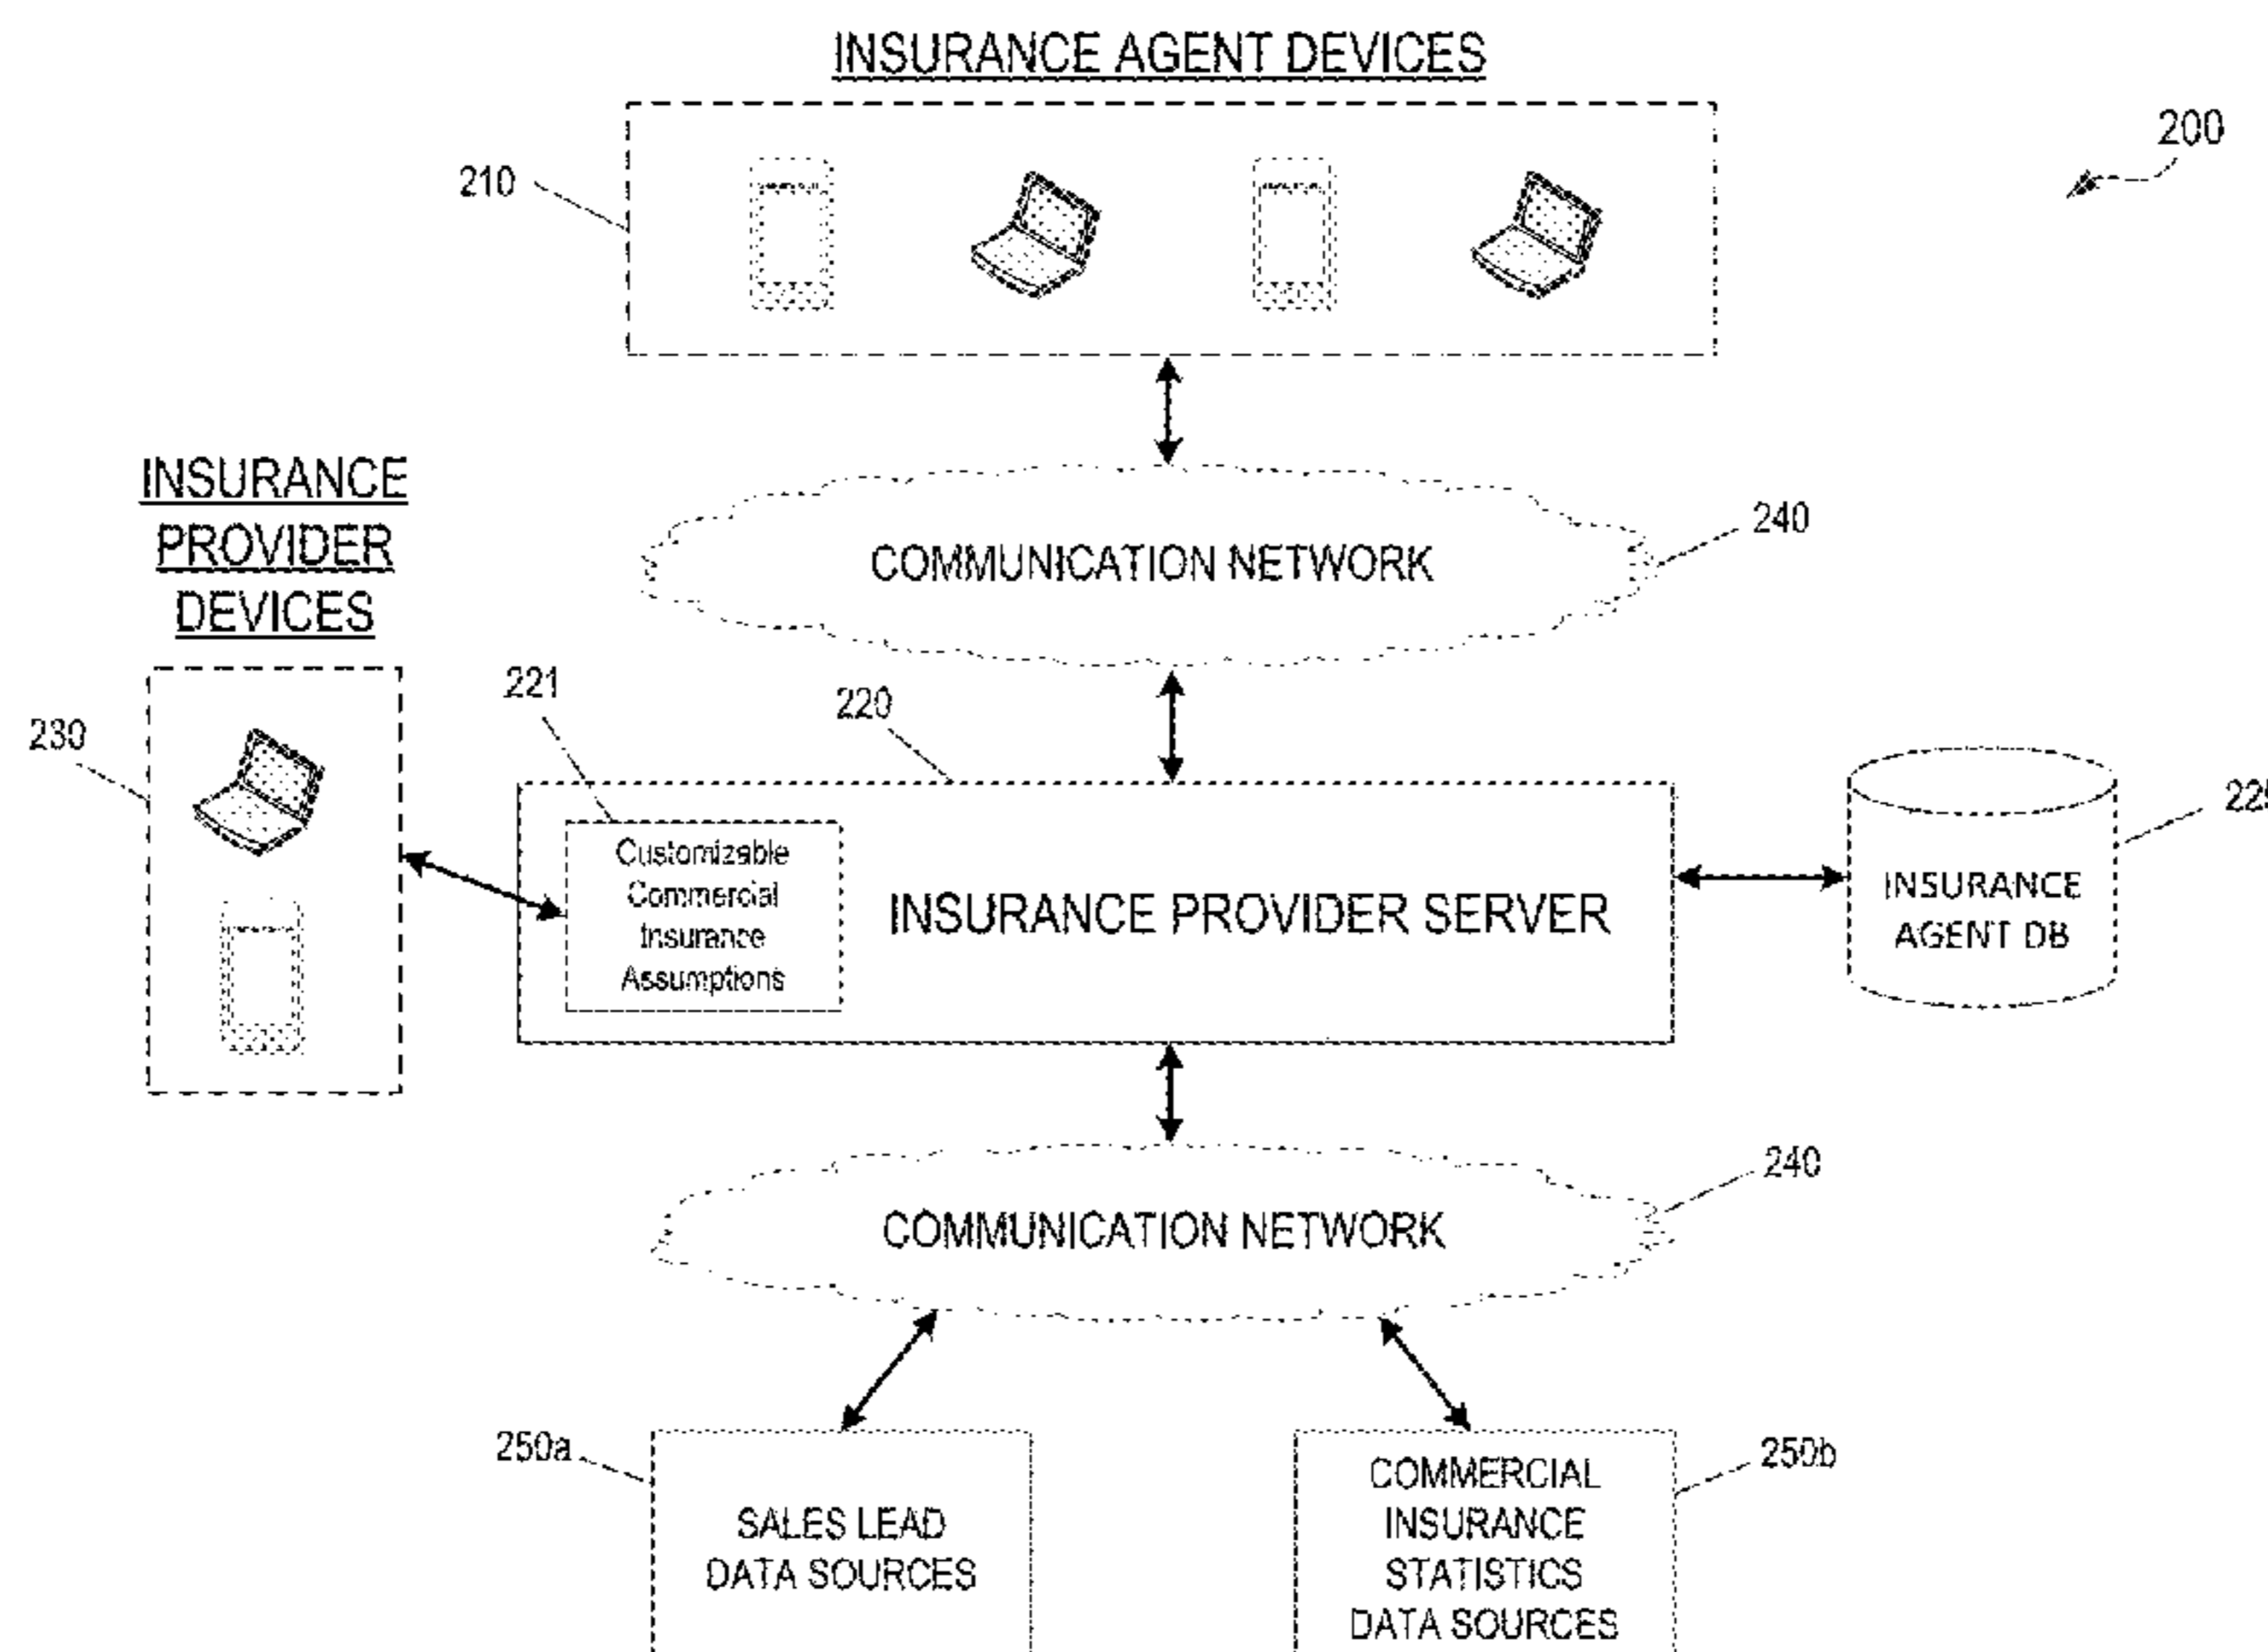 INSURANCE AGENT DEVICES
200
210
INSURANCE
PROVIDER
DEVICES
240
COMMUNICATION NETWORK
221
220
230
Customizable
Commercial
Insurance
Assumptions
INSURANCE PROVIDER SERVER
INSURANCE
AGENT DB
240
COMMUNICATION NETWORK
250a
250b
SALES LEAD
DATA SOURCES
COMMERCIAL
INSURANCE
STATISTICS
DATA SOURCES